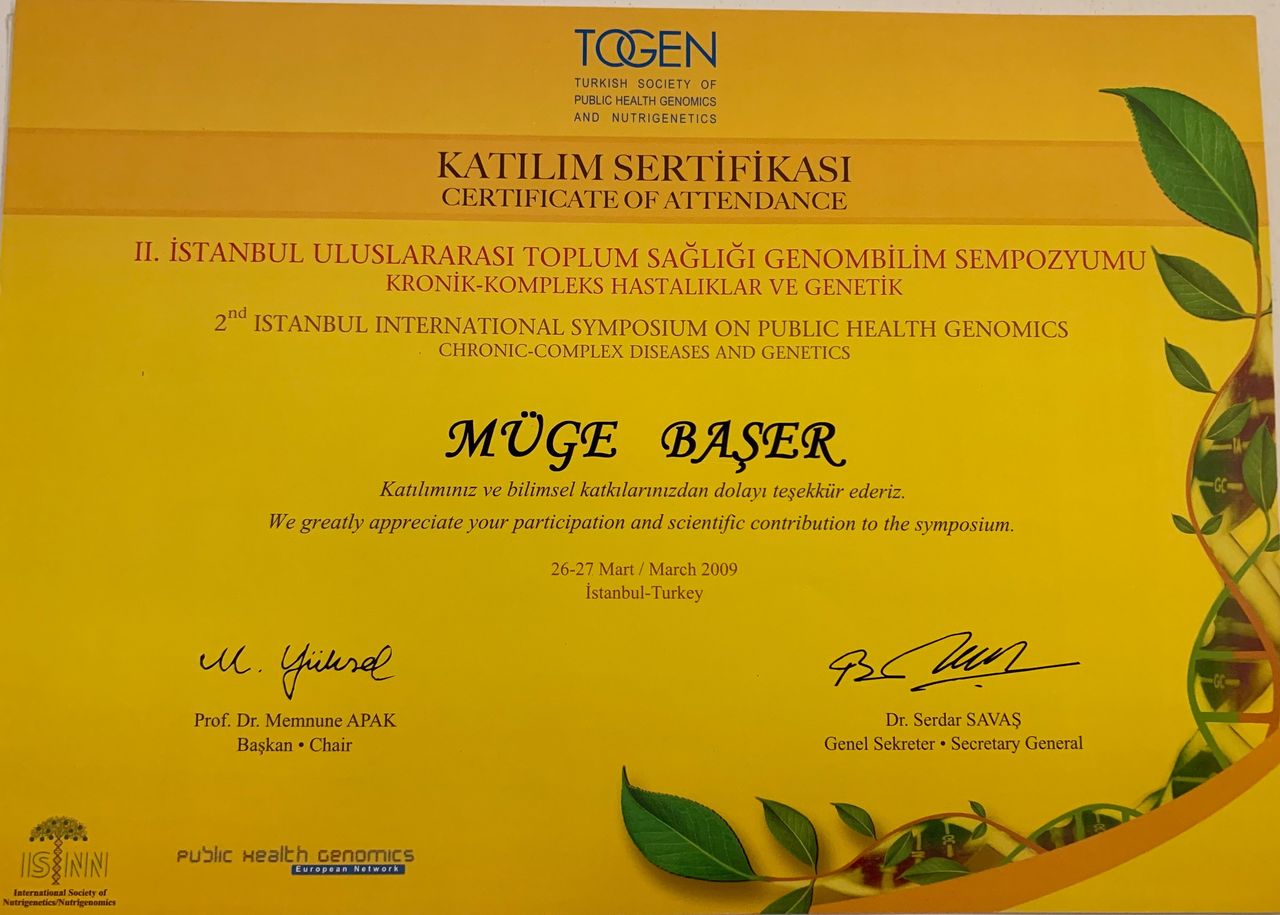 TOGEN
TURKISH SOCIETY OF
PUBLIC HEALTH GENOMICS
AND NUTRIGENETICS
KATILIM SERTİFİKASI
CERTIFICATE OF ATTENDANCE
II. İSTANBUL ULUSLARARASI TOPLUM SAĞLIĞI GENOMBİLİM SEMPOZYUMU
KRONİK-KOMPLEKS HASTALIKLAR VE GENETİK
2nd ISTANBUL INTERNATIONAL SYMPOSIUM ON PUBLIC HEALTH GENOMICS
CHRONIC-COMPLEX DISEASES AND GENETICS
MÜGE BAŞER
Katılımınız ve bilimsel katkılarınızdan dolayı teşekkür ederiz.
We greatly appreciate your participation and scientific contribution to the symposium.
26-27 Mart / March 2009
İstanbul-Turkey
M. Yüksel
Prof. Dr. Memnune APAK
Başkan • Chair
Dr. Serdar SAVAŞ
Genel Sekreter • Secretary General
ISNN
International Society of
Nutrigenetics/Nutrigenomics
Public Health Genomics
European Network
GC
GC